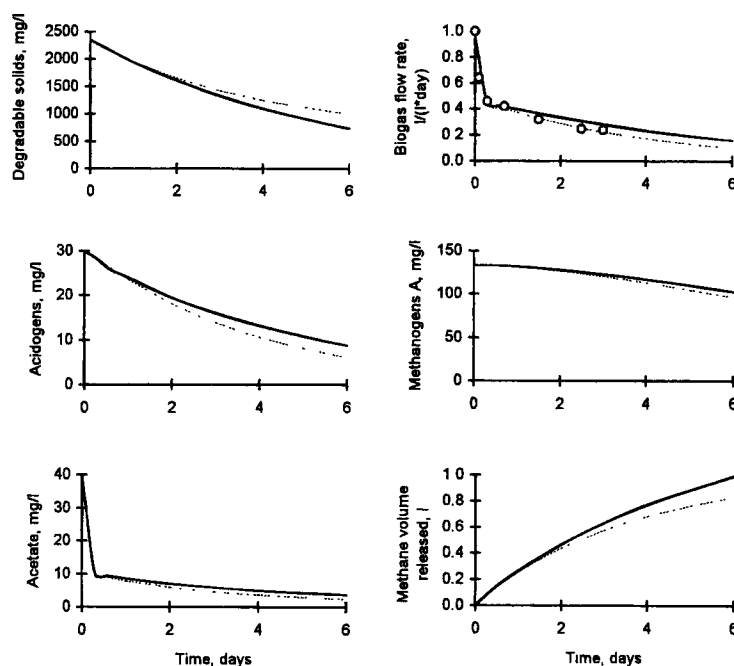 Degradable solids, mg/l
2500
2000
1500
1000
500
0
0 2 4 6
Biogas flow rate,
l/(l*day)
1.0
0 8
0 6
0 4
0 2
0.0
0 2 4 6
Acidogens, mg/l
30
20
10
0
0 2 4 6
Methanogens A, mg/l
150
100
50
0
0 2 4 6
Acetate, mg/l
40
30
20
10
0
0 2 4 6
Time, days
Methane volume
released, l
1.0
0.8
0.6
0.4
0.2
0.0
0 2 4 6
Time, days